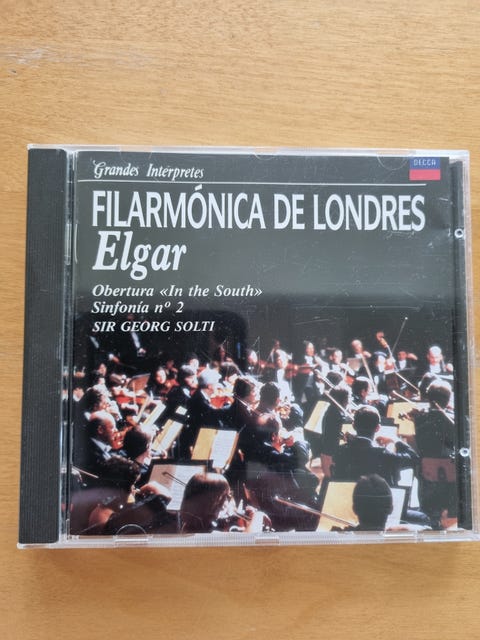 Grandes Intérpretes
DECCA
FILARMÓNICA DE LONDRES
Elgar
Obertura «In the South»
Sinfonía nº 2
SIR GEORG SOLTI